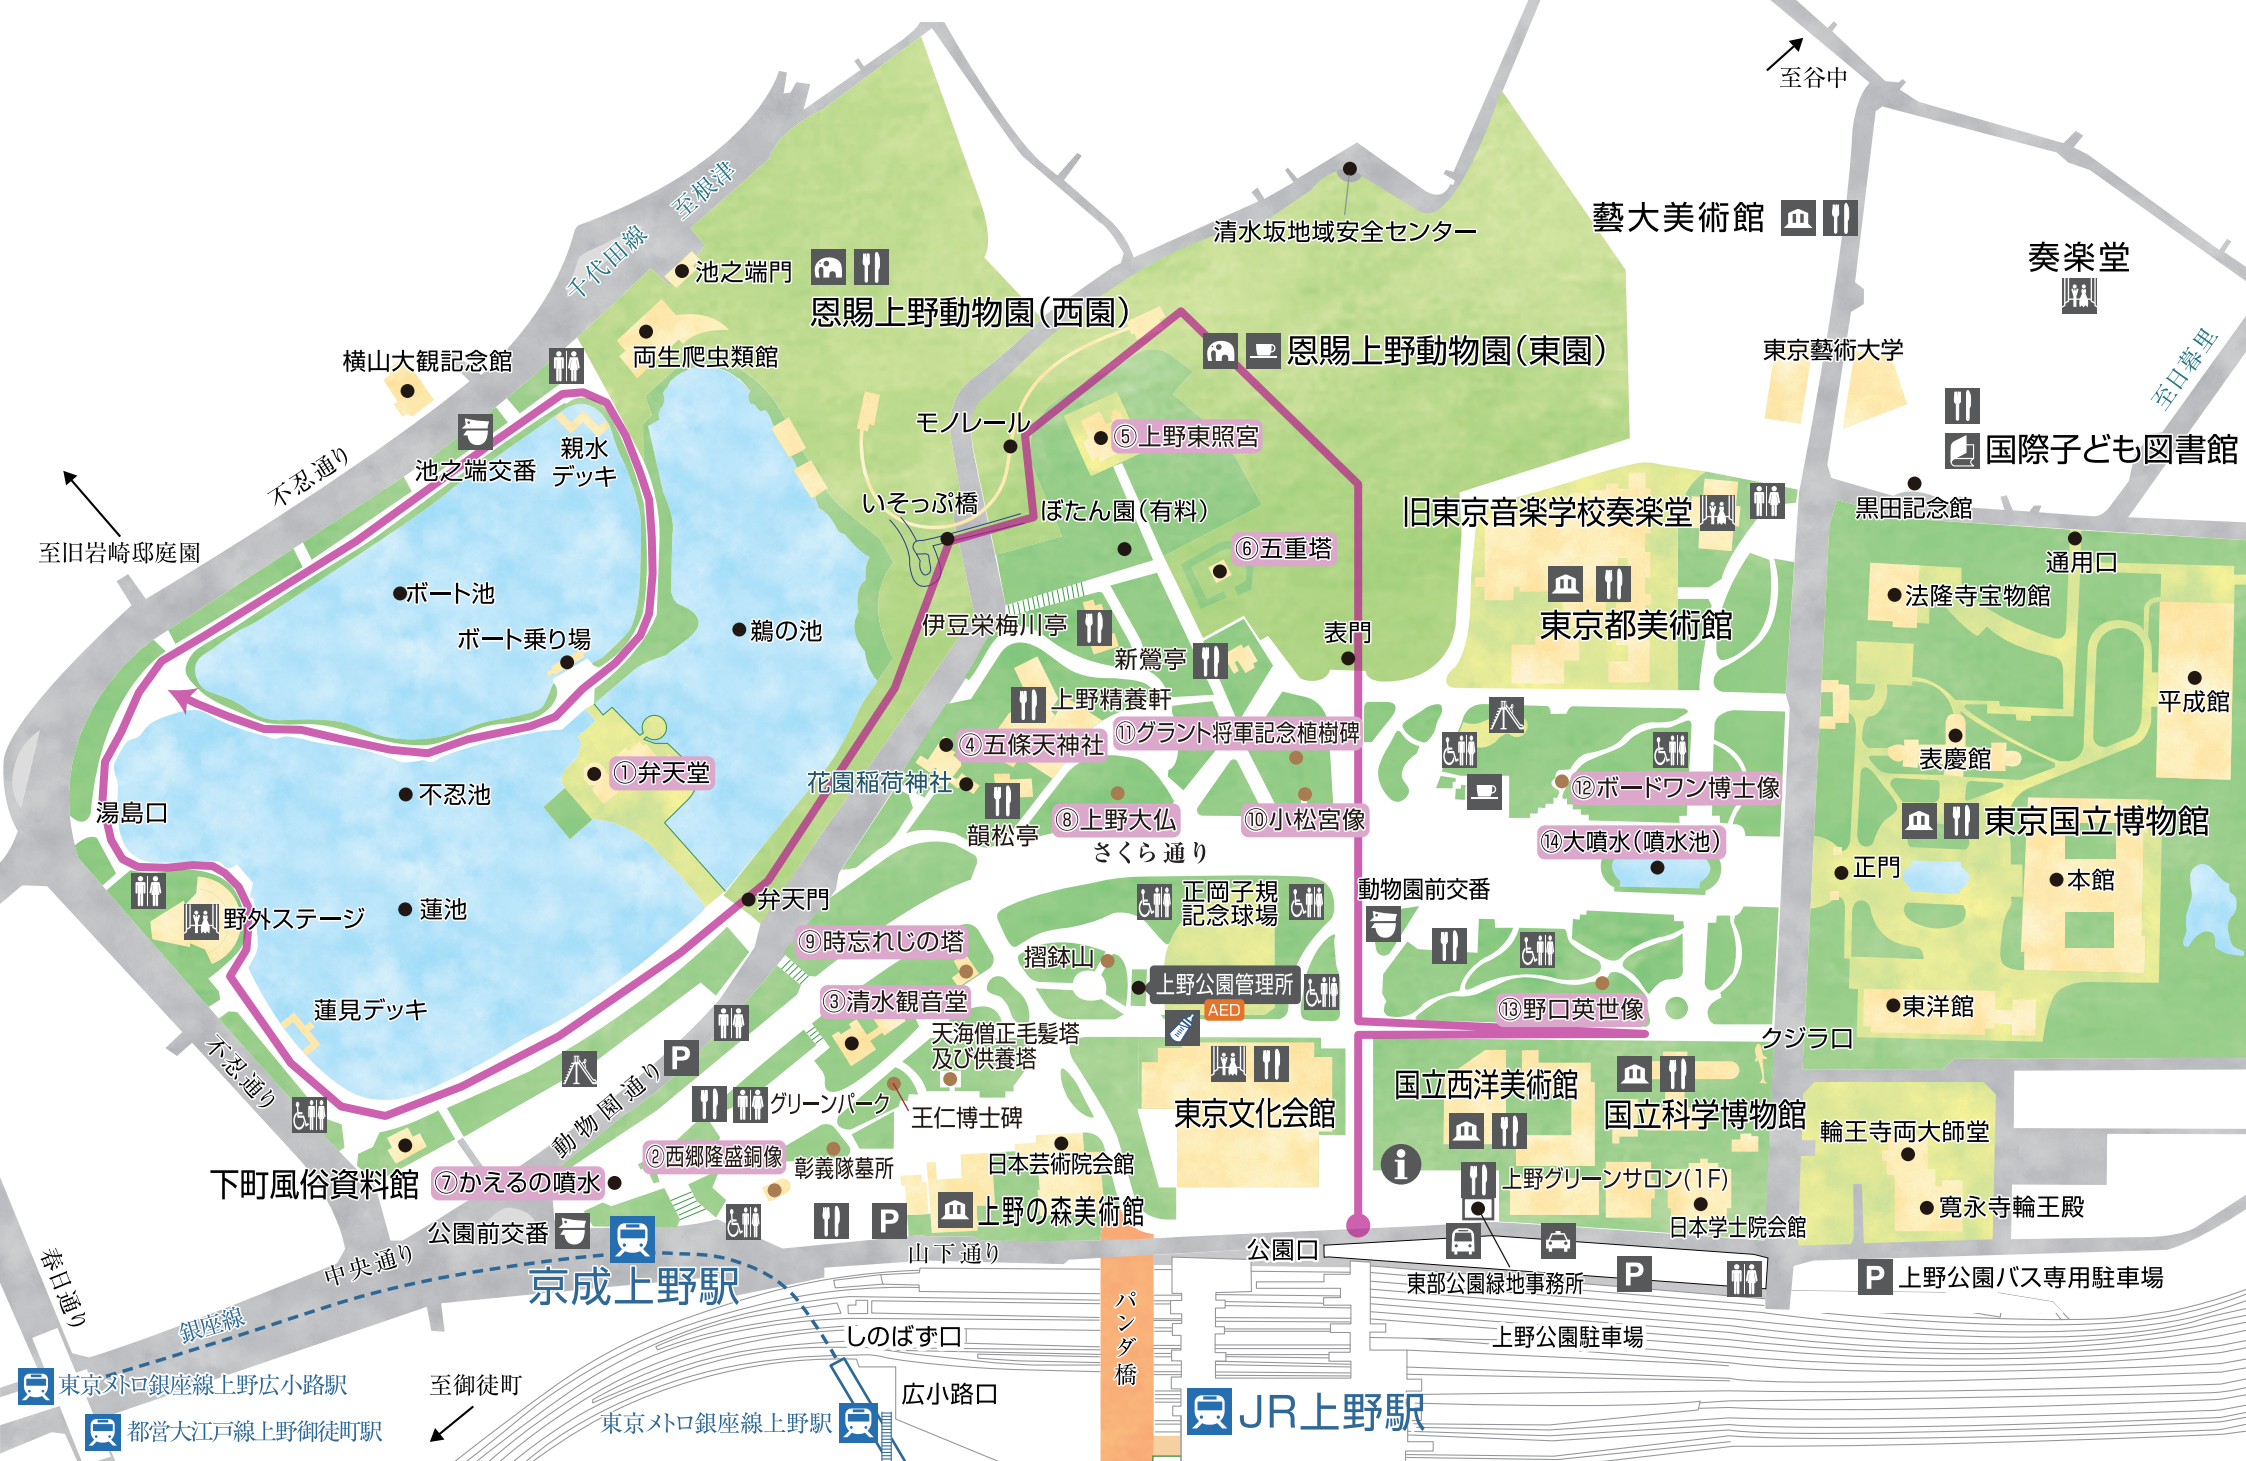 至谷中
至根津
千代田線
清水坂地域安全センター
藝大美術館
奏楽堂
池之端門
恩賜上野動物園(西園)
両生爬虫類館
横山大観記念館
恩賜上野動物園(東園)
東京藝術大学
至日暮里
国際子ども図書館
黒田記念館
モノレール
⑤上野東照宮
池之端交番
親水
デッキ
不忍通り
至旧岩崎邸庭園
いそっぷ橋
ぼたん園(有料)
旧東京音楽学校奏楽堂
⑥五重塔
通用口
法隆寺宝物館
ボート池
ボート乗り場
鵜の池
伊豆栄梅川亭
新鶯亭
表門
東京都美術館
平成館
上野精養軒
⑪グラント将軍記念植樹碑
④五條天神社
①弁天堂
花園稲荷神社
不忍池
湯島口
韻松亭
⑧上野大仏
⑩小松宮像
⑫ボードワン博士像
表慶館
東京国立博物館
さくら通り
⑭大噴水(噴水池)
正門
本館
蓮池
弁天門
正岡子規
記念球場
動物園前交番
野外ステージ
⑨時忘れじの塔
摺鉢山
上野公園管理所
AED
③清水観音堂
蓮見デッキ
⑬野口英世像
東洋館
クジラ口
天海僧正毛髪塔
及び供養塔
不忍通り
P
動物園通り
グリーンパーク
王仁博士碑
東京文化会館
国立西洋美術館
国立科学博物館
輪王寺両大師堂
②西郷隆盛銅像
彰義隊墓所
日本芸術院会館
下町風俗資料館
⑦かえるの噴水
上野の森美術館
i
上野グリーンサロン(1F)
日本学士院会館
寛永寺輪王殿
公園前交番
P
山下通り
公園口
東部公園緑地事務所
P
P
上野公園バス専用駐車場
春日通り
中央通り
京成上野駅
銀座線
しのばず口
パンダ橋
上野公園駐車場
東京メトロ銀座線上野広小路駅
至御徒町
広小路口
都営大江戸線上野御徒町駅
東京メトロ銀座線上野駅
JR上野駅